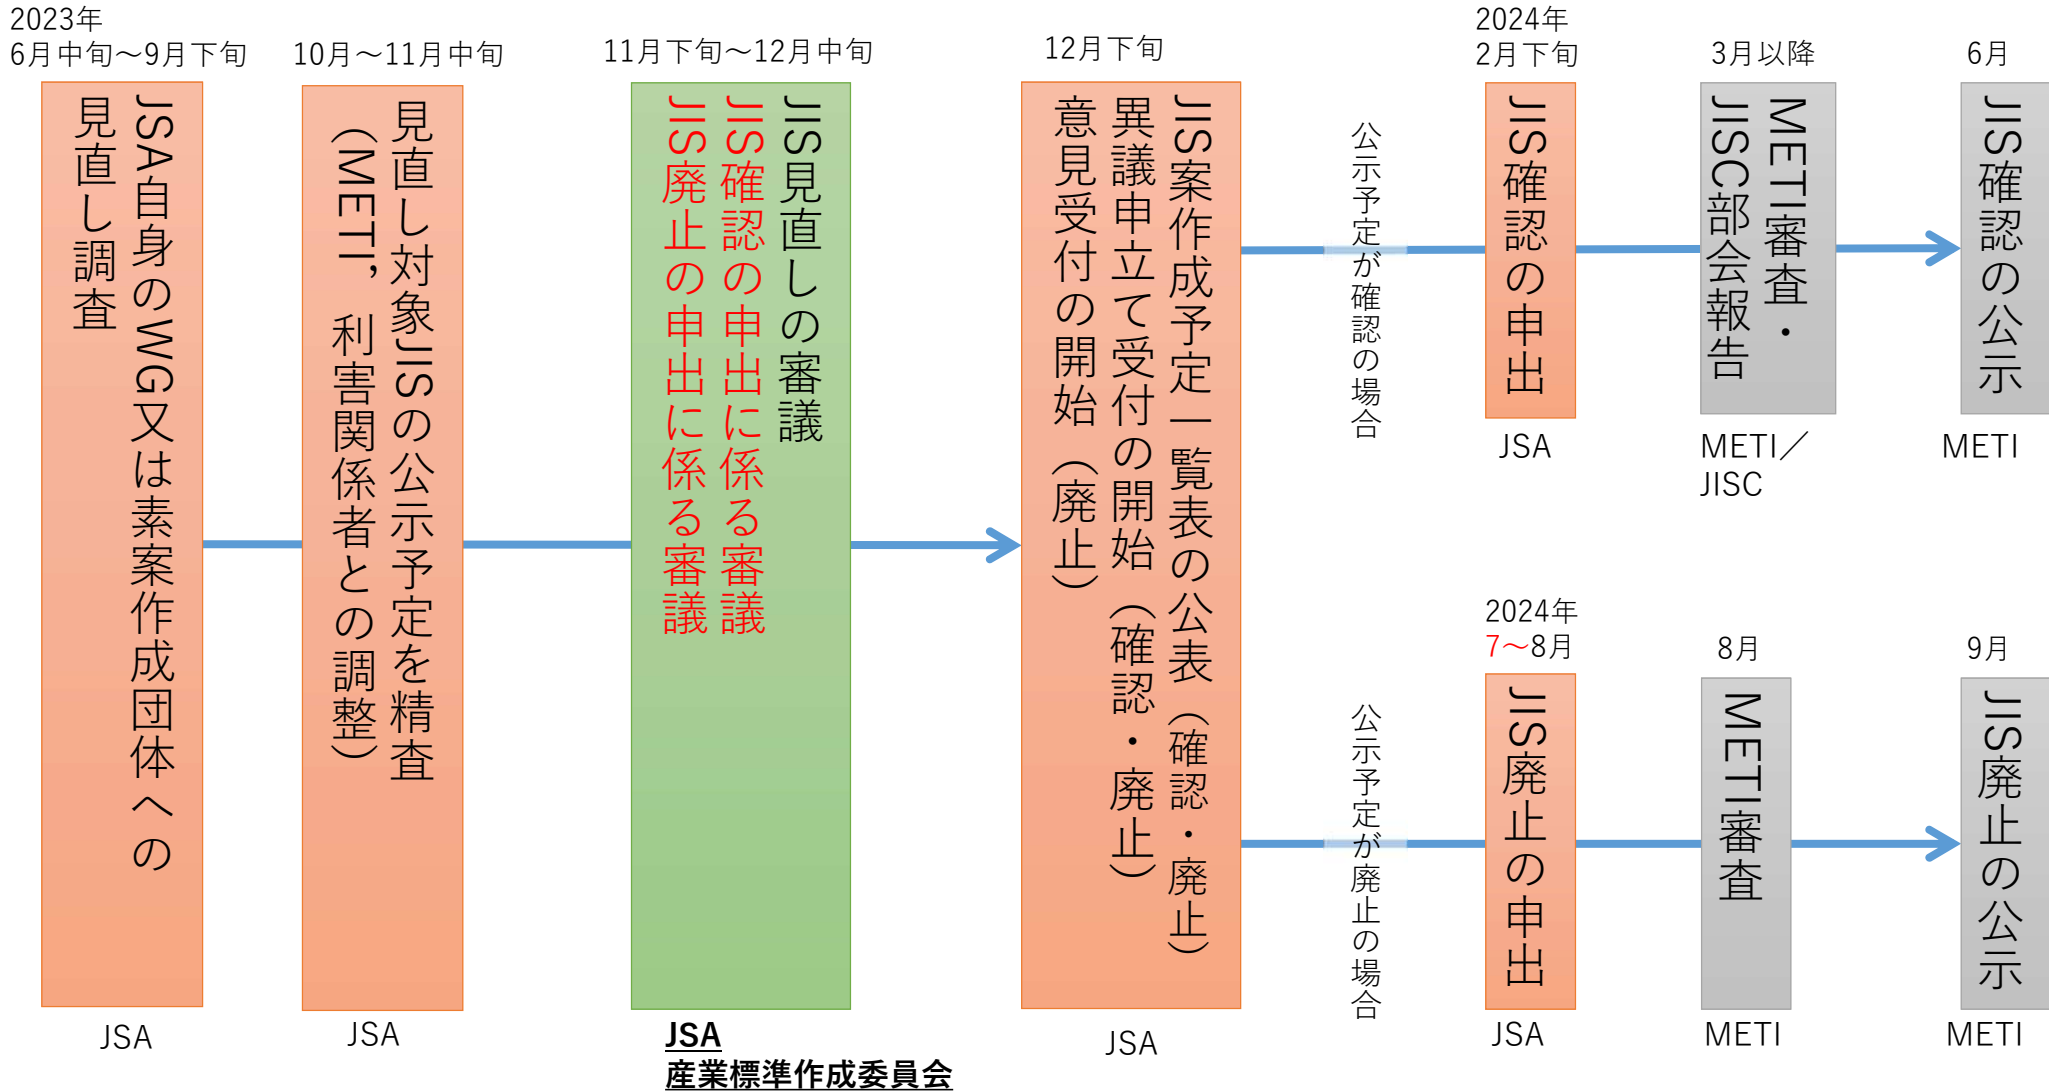 2023年
6月中旬～9月下旬
JSA自身のWG又は素案作成団体への
見直し調査
JSA
10月～11月中旬
見直し対象JISの公示予定を精査
（METI，利害関係者との調整）
JSA
11月下旬～12月中旬
JIS見直しの審議
JIS確認の申出に係る審議
JIS廃止の申出に係る審議
JSA
産業標準作成委員会
12月下旬
JIS案作成予定一覧表の公表（確認・廃止）
異議申立て受付の開始（確認・廃止）
意見受付の開始（廃止）
JSA
公示予定が確認の場合
2024年
2月下旬
JIS確認の申出
JSA
3月以降
METI審査・
JISC部会報告
METI／
JISC
6月
JIS確認の公示
METI
公示予定が廃止の場合
2024年
7～8月
JIS廃止の申出
JSA
8月
METI審査
METI
9月
JIS廃止の公示
METI